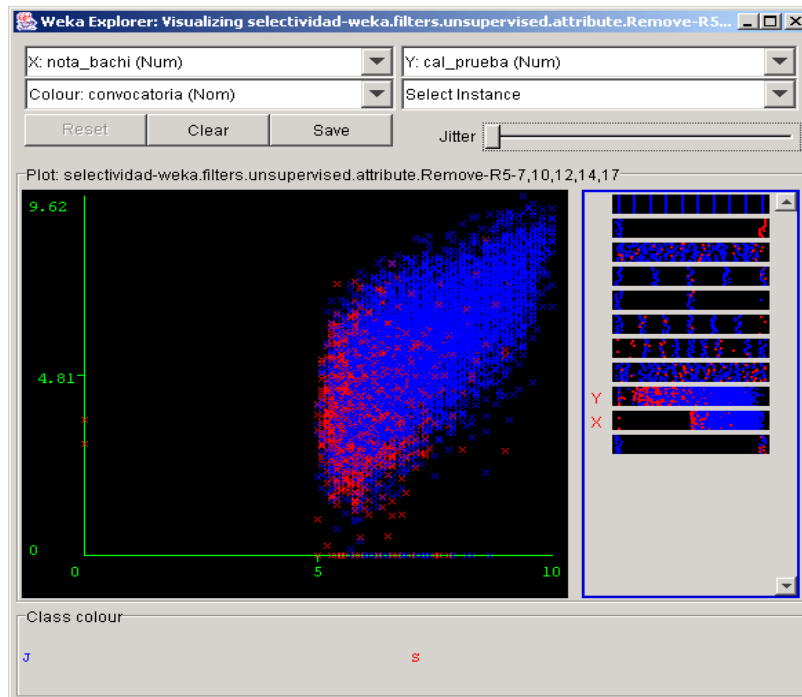 Weka Explorer: Visualizing selectividad-weka.filters.unsupervised.attribute.Remove-R5...
X: nota_bachi (Num)
Y: cal_prueba (Num)
Colour: convocatoria (Nom)
Select Instance
Reset
Clear
Save
Jitter
Plot: selectividad-weka.filters.unsupervised.attribute.Remove-R5-7,10,12,14,17
9.62
4.81
0
0
5
10
Y
X
Class colour
J
S